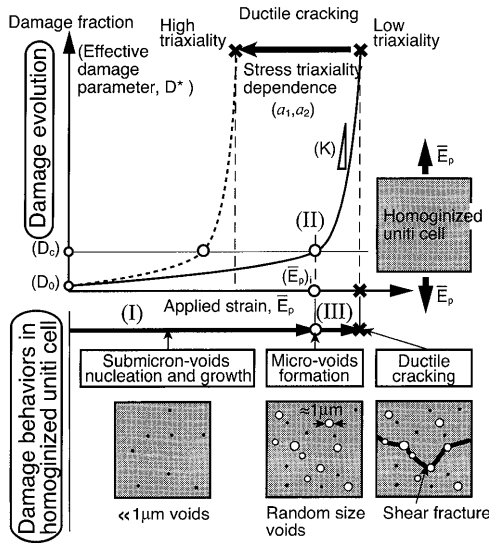 Damage fraction
(Effective
damage
parameter, D* )
High
triaxiality
Ductile cracking
Low
triaxiality
Stress triaxiality
dependence
(a1,a2)
(K)
(II)
Damage evolution
(Dc)
(D0)
(Ēp)i
Ēp
Homoginized
uniti cell
Ēp
Applied strain, Ēp
(I)
(III)
Damage behaviors in
homoginized uniti cell
Submicron-voids
nucleation and growth
Micro-voids
formation
Ductile
cracking
≈1μm
≪1μm voids
Random size
voids
Shear fracture